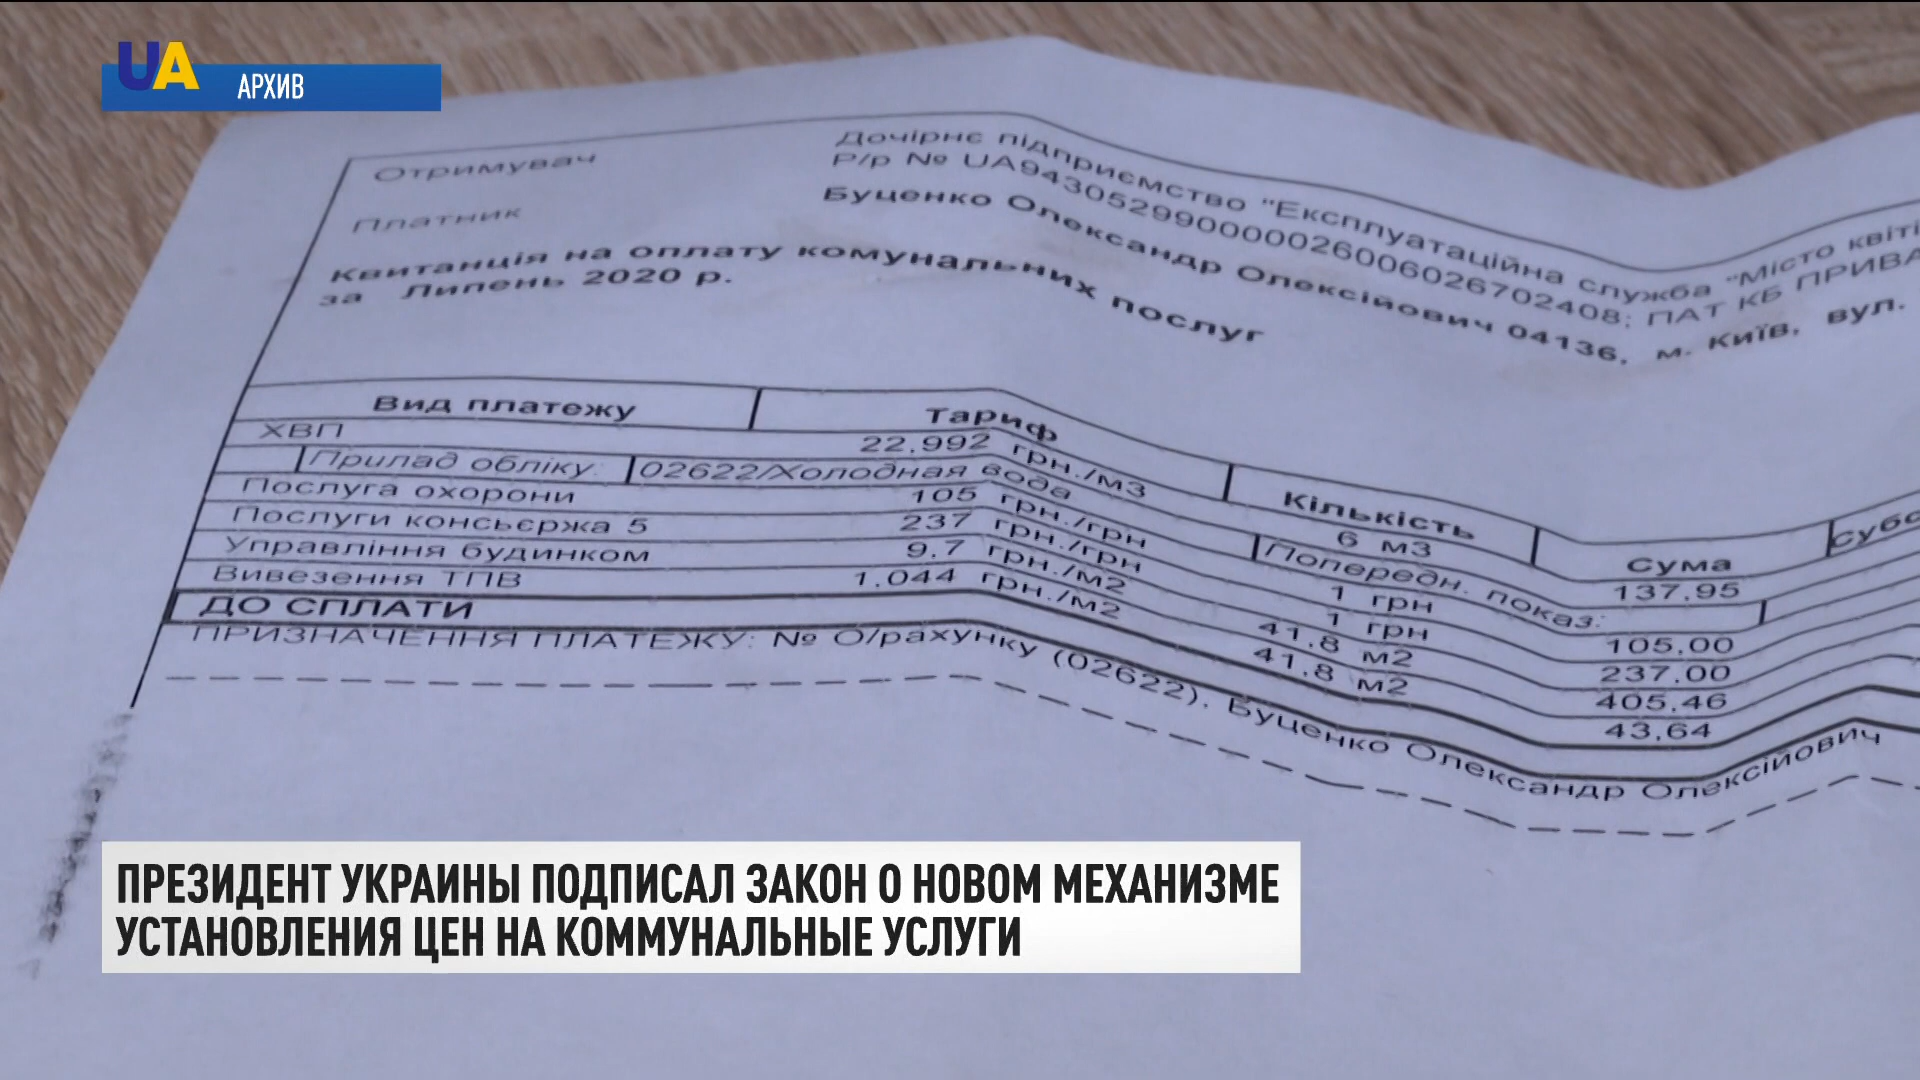 UA
АРХИВ
Отримувач
Дочірнє підприємство "Експлуатаційна служба "Місто квіті
Р/р № UA943052990000026006026702408; ПАТ КБ ПРИВА
Платник
Буценко Олександр Олексійович 04136, м. Київ, вул.
Квитанція на оплату комунальних послуг
за Липень 2020 р.
Вид платежу Тариф Кількість Сума Субс
ХВП 22,992 грн./м3 6 м3 137,95
Прилад обліку: 02622/Холодная вода Попередн. показ:
Послуга охорони 105 грн./грн 1 грн 105,00
Послуги консьєржа 5 237 грн./грн 1 грн 237,00
Управління будинком 9,7 грн./м2 41,8 м2 405,46
Вивезення ТПВ 1,044 грн./м2 41,8 м2 43,64
ДО СПЛАТИ
ПРИЗНАЧЕННЯ ПЛАТЕЖУ: № О/рахунку (02622), Буценко Олександр Олексійович
ПРЕЗИДЕНТ УКРАИНЫ ПОДПИСАЛ ЗАКОН О НОВОМ МЕХАНИЗМЕ
УСТАНОВЛЕНИЯ ЦЕН НА КОММУНАЛЬНЫЕ УСЛУГИ